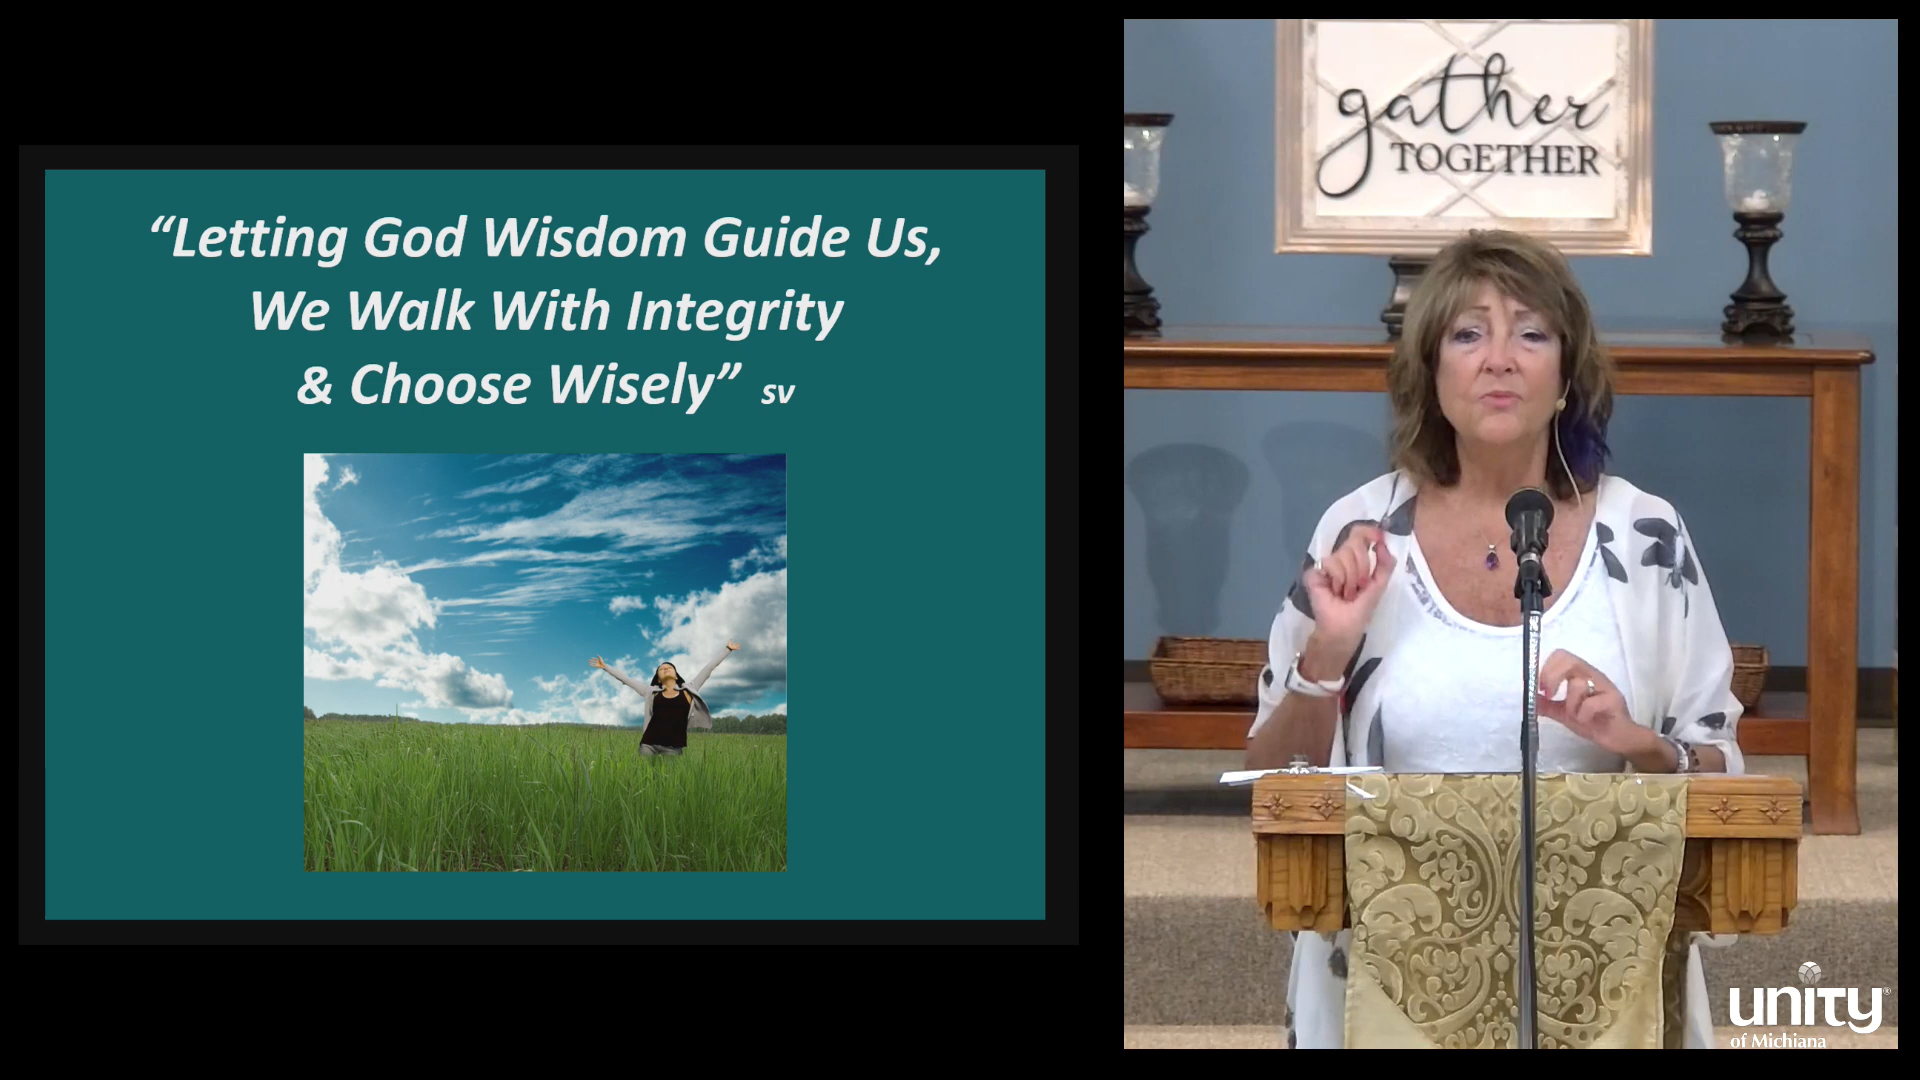 “Letting God Wisdom Guide Us,
We Walk With Integrity
& Choose Wisely” SV
gather
TOGETHER
unity®
of Michiana